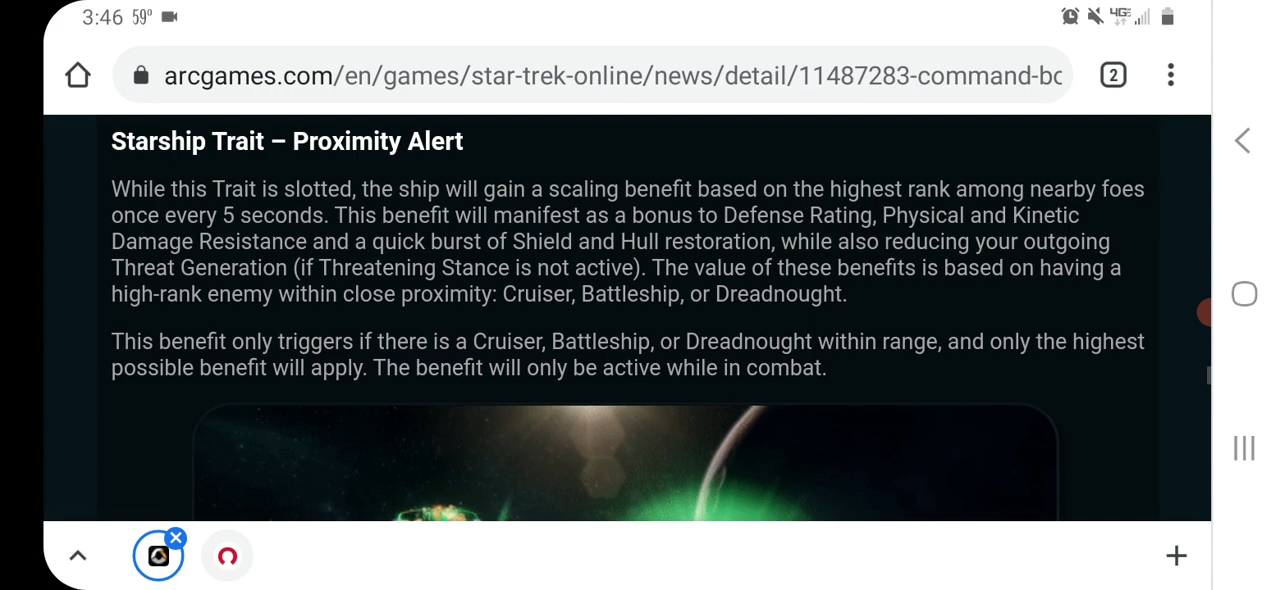 3:46 59°
4GE
arcgames.com/en/games/star-trek-online/news/detail/11487283-command-bo
2
Starship Trait – Proximity Alert
While this Trait is slotted, the ship will gain a scaling benefit based on the highest rank among nearby foes
once every 5 seconds. This benefit will manifest as a bonus to Defense Rating, Physical and Kinetic
Damage Resistance and a quick burst of Shield and Hull restoration, while also reducing your outgoing
Threat Generation (if Threatening Stance is not active). The value of these benefits is based on having a
high-rank enemy within close proximity: Cruiser, Battleship, or Dreadnought.
This benefit only triggers if there is a Cruiser, Battleship, or Dreadnought within range, and only the highest
possible benefit will apply. The benefit will only be active while in combat.